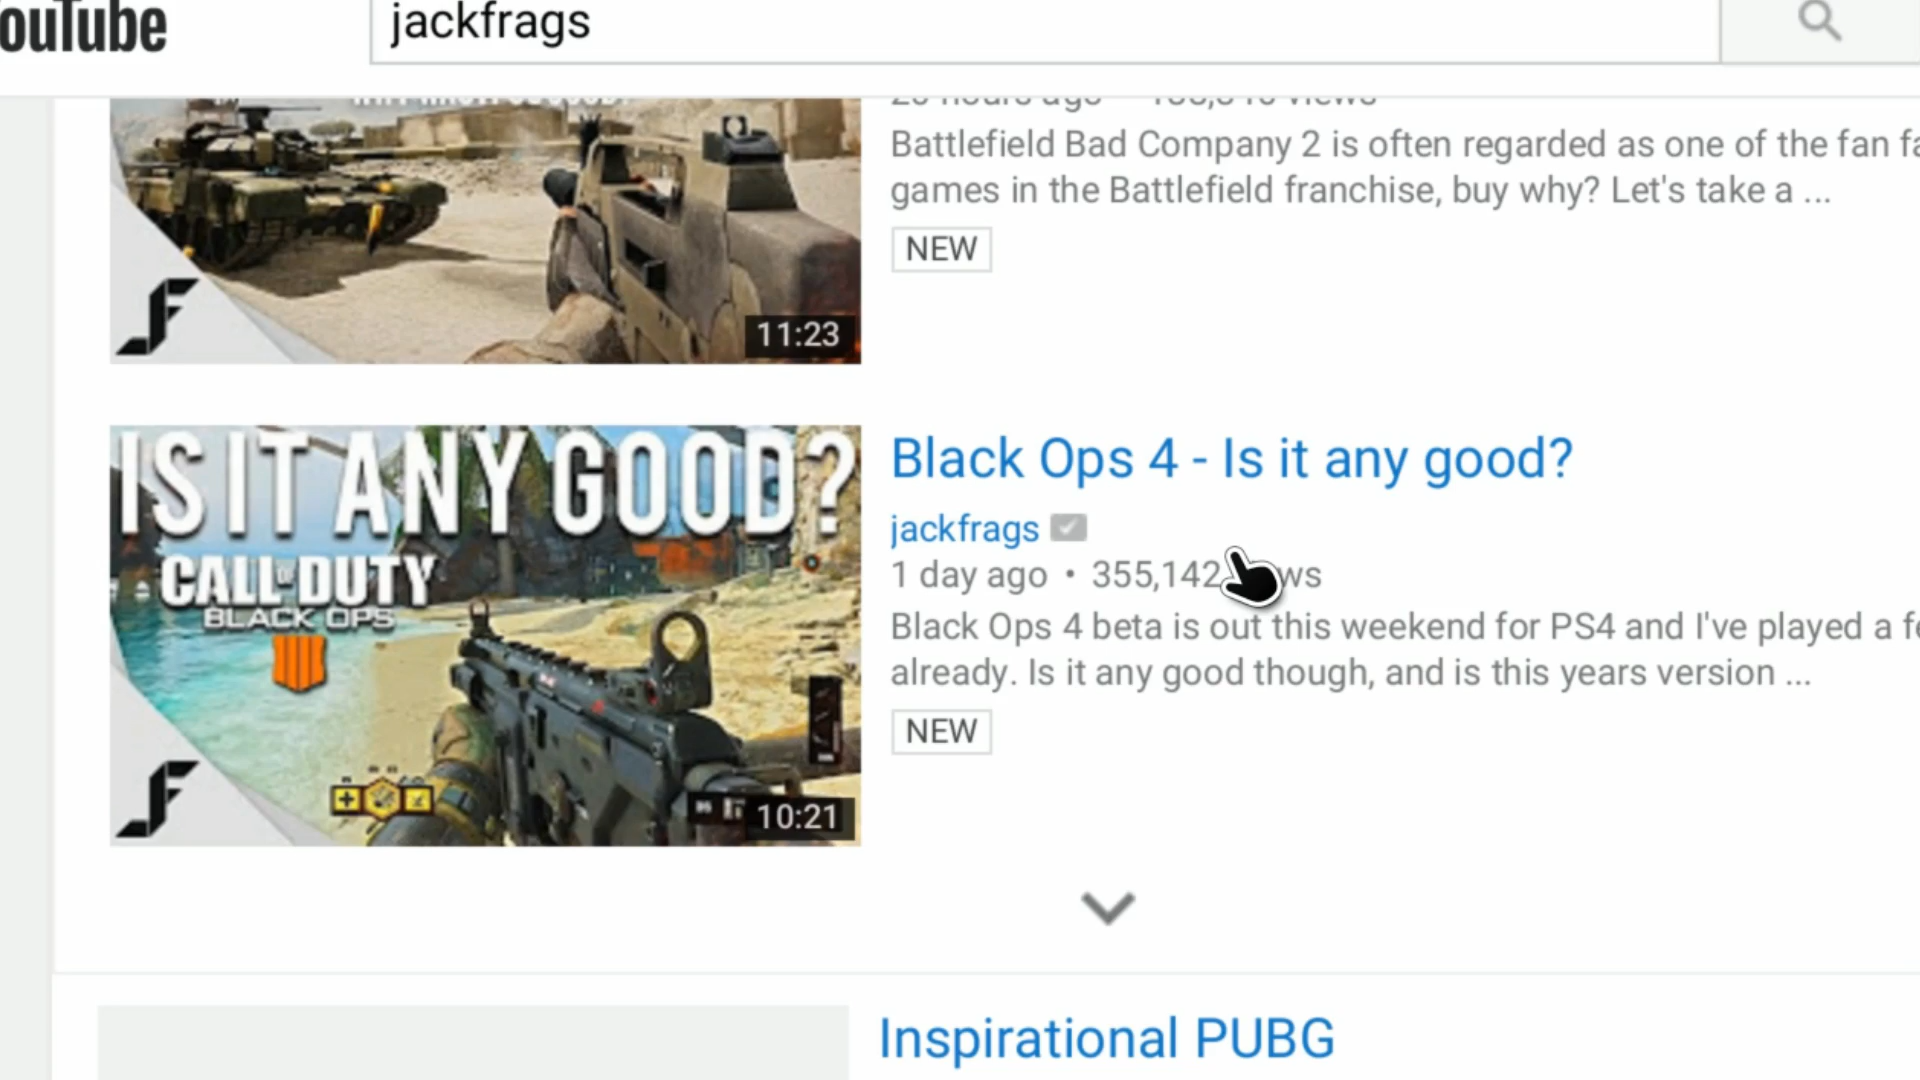 ouTube
jackfrags
Battlefield Bad Company 2 is often regarded as one of the fan fa
games in the Battlefield franchise, buy why? Let's take a ...
NEW
11:23
IS IT ANY GOOD?
CALL OF DUTY
BLACK OPS
10:21
Black Ops 4 - Is it any good?
jackfrags
1 day ago • 355,142 ws
Black Ops 4 beta is out this weekend for PS4 and I've played a fe
already. Is it any good though, and is this years version ...
NEW
Inspirational PUBG